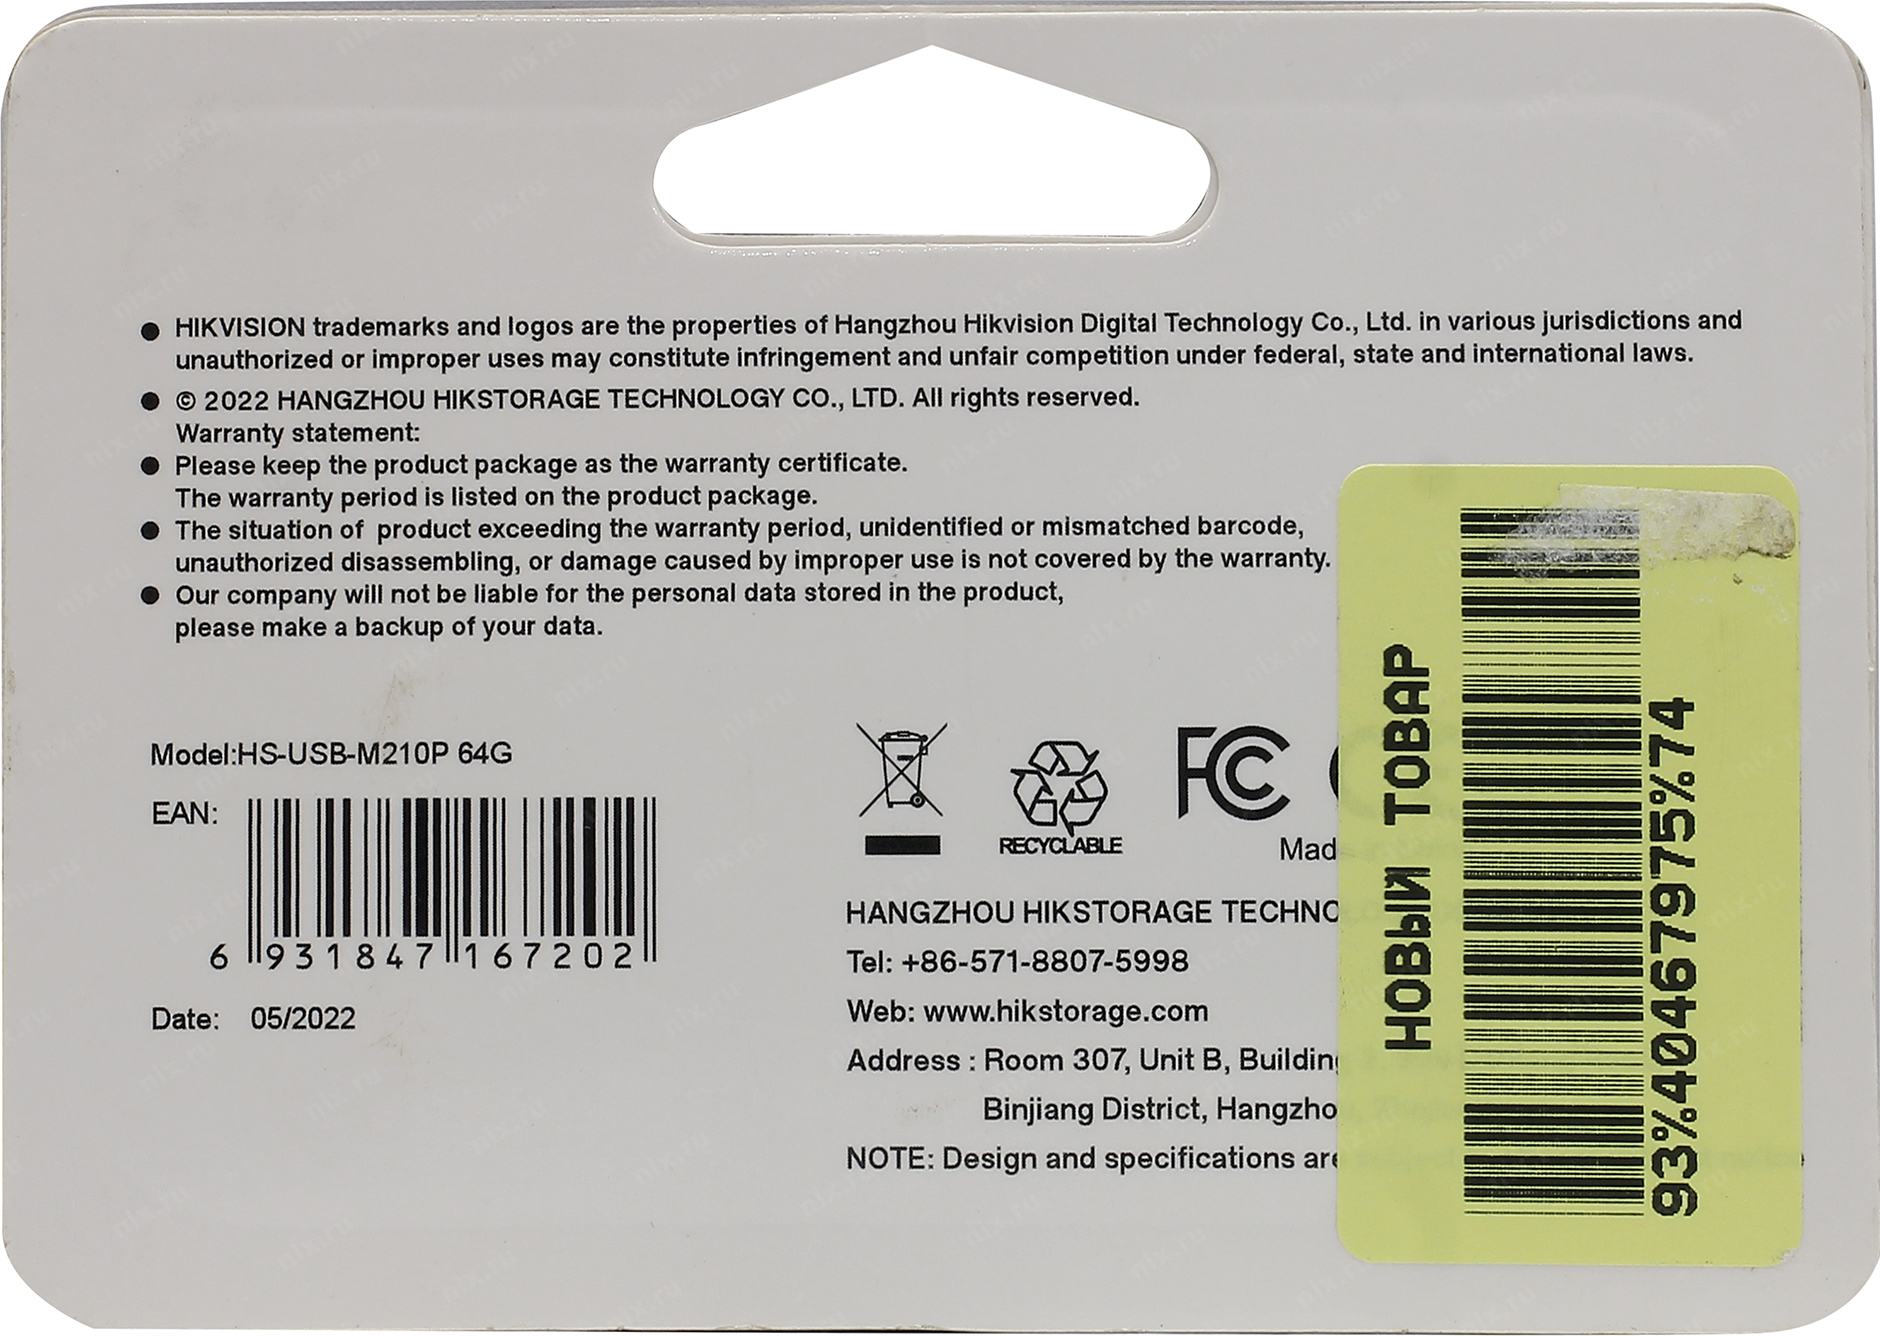 ● HIKVISION trademarks and logos are the properties of Hangzhou Hikvision Digital Technology Co., Ltd. in various jurisdictions and
unauthorized or improper uses may constitute infringement and unfair competition under federal, state and international laws.
● © 2022 HANGZHOU HIKSTORAGE TECHNOLOGY CO., LTD. All rights reserved.
Warranty statement:
● Please keep the product package as the warranty certificate.
The warranty period is listed on the product package.
● The situation of product exceeding the warranty period, unidentified or mismatched barcode,
unauthorized disassembling, or damage caused by improper use is not covered by the warranty.
● Our company will not be liable for the personal data stored in the product,
please make a backup of your data.
Model:HS-USB-M210P 64G
EAN:
6 931847 167202
Date: 05/2022
RECYCLABLE
FC
HANGZHOU HIKSTORAGE
Tel: +86-571-8807-5998
Web: www.hikstorage.com
Address : Room 307, Unit B, Building
Binjiang District,
NOTE: Design and specifications are
НОВЫЙ ТОВАР
93%4046797575%74
nix.ru